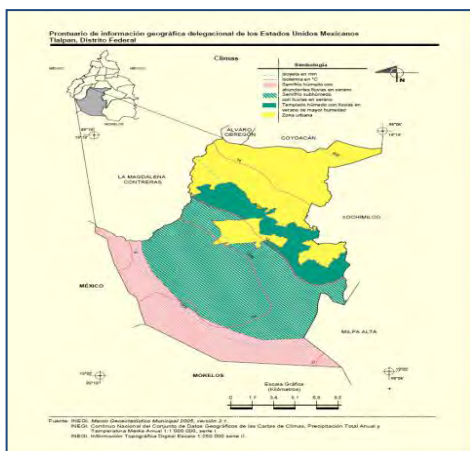 Prontuario de información geográfica delegacional de los Estados Unidos Mexicanos
Tlalpan, Distrito Federal
Climas
Simbología
Isoyeta en mm
Isoterma en °C
Semifrío húmedo con
abundantes lluvias en verano
Semifrío subhúmedo
con lluvias en verano
Templado húmedo con lluvias en
verano de mayor humedad
Zona urbana
N
MÉXICO
MÉXICO
MORELOS
ALVARO
OBREGÓN
COYOACÁN
LA MAGDALENA
CONTRERAS
XOCHIMILCO
MÉXICO
MILPA ALTA
MORELOS
Escala Gráfica
(Kilómetros)
Fuente: INEGI. Marco Geoestadístico Municipal 2005, versión 3.1.
INEGI. Continuo Nacional del Conjunto de Datos Geográficos de las Cartas de Climas, Precipitación Total Anual y
Temperatura Media Anual 1:1 000 000, serie I.
INEGI. Información Topográfica Digital Escala 1:250 000 serie II.